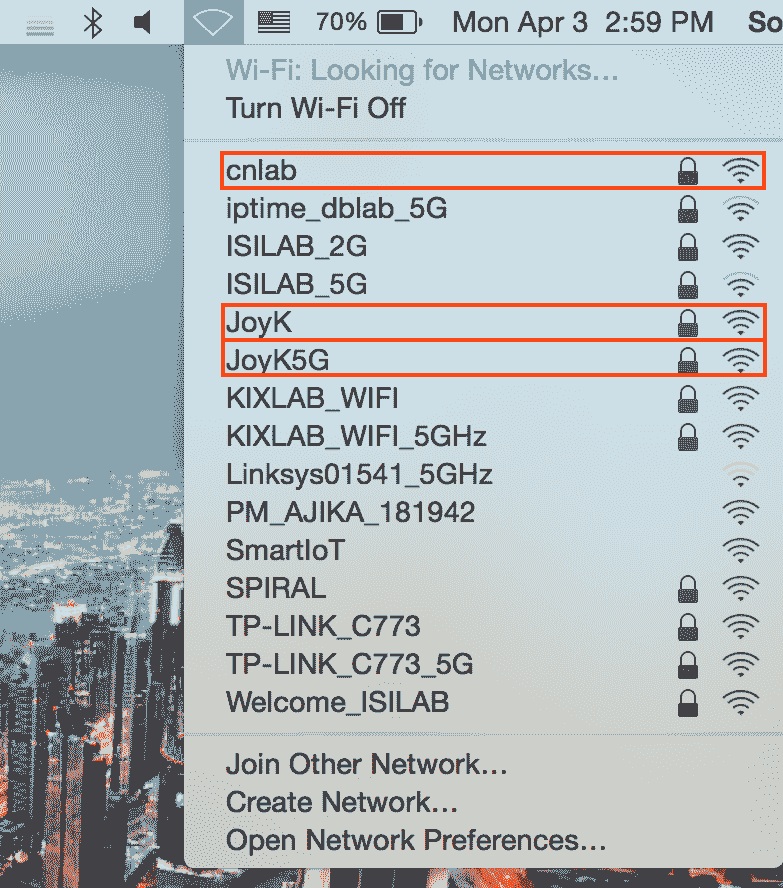 70% Mon Apr 3 2:59 PM So
Wi-Fi: Looking for Networks...
Turn Wi-Fi Off
cnlab
iptime_dblab_5G
ISILAB_2G
ISILAB_5G
JoyK
JoyK5G
KIXLAB_WIFI
KIXLAB_WIFI_5GHz
Linksys01541_5GHz
PM_AJIKA_181942
SmartIoT
SPIRAL
TP-LINK_C773
TP-LINK_C773_5G
Welcome_ISILAB
Join Other Network...
Create Network...
Open Network Preferences...